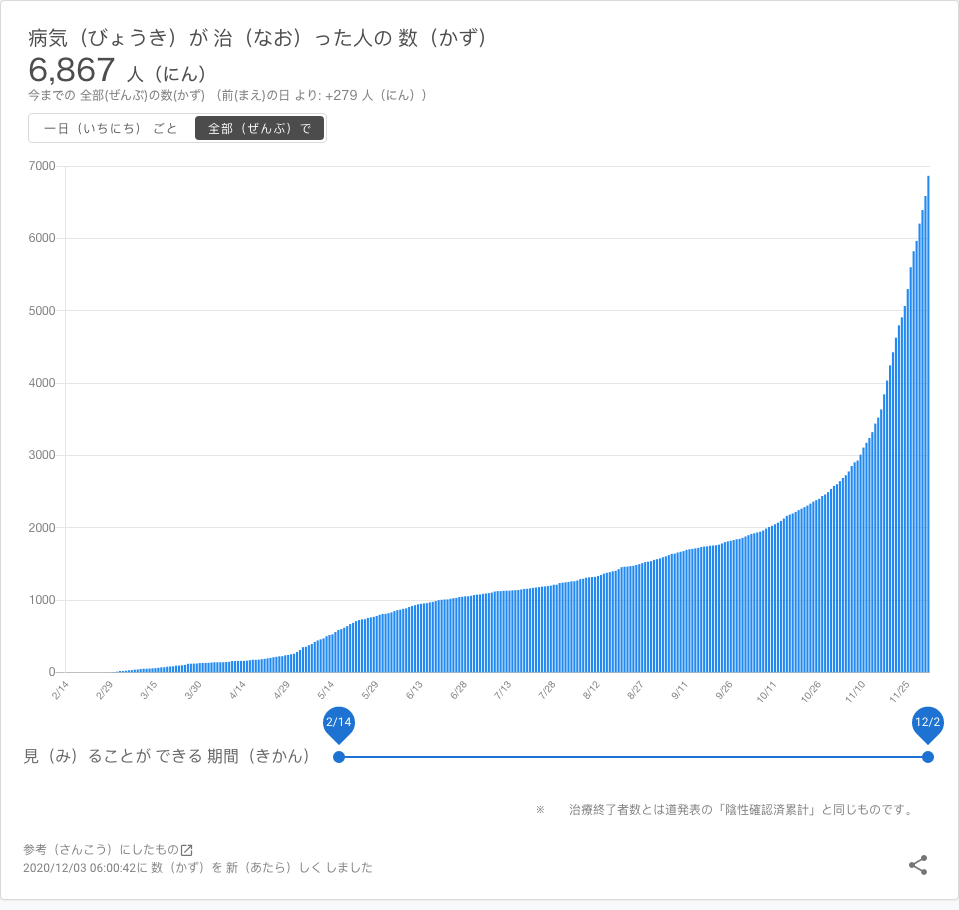 病気（びょうき）が 治（なお）った人の 数（かず）
6,867 人（にん）
今までの 全部(ぜんぶ)の数(かず) （前(まえ)の日 より: +279 人（にん））
一日（いちにち） ごと 全部（ぜんぶ）で
7000
6000
5000
4000
3000
2000
1000
0
2/14 2/29 3/15 3/30 4/14 4/29 5/14 5/29 6/13 6/28 7/13 7/28 8/12 8/27 9/11 9/26 10/11 10/26 11/10 11/25
2/14 12/2
見（み）ることが できる 期間（きかん）
※ 治療終了者数とは道発表の「陰性確認済累計」と同じものです。
参考（さんこう）にしたもの
2020/12/03 06:00:42に 数（かず）を 新（あたら）しく しました